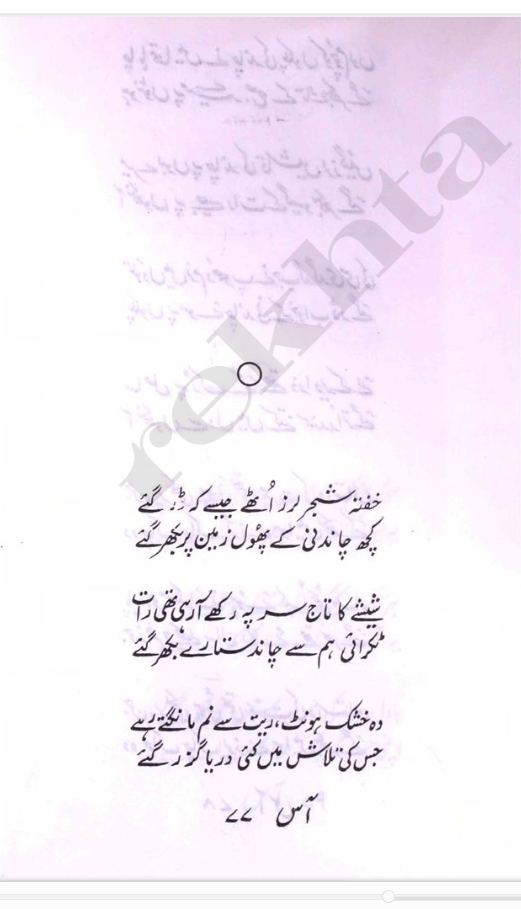 خفتہ شجر لرز اُٹھے جیسے کہ ڈر گئے
کچھ چاندنی کے پھول زمین پر بکھر گئے
شیشے کا تاج سر پہ رکھے آ رہی تھی رات
ٹکرائی ہم سے چاند ستارے بکھر گئے
وہ خشک ہونٹ، ریت سے نم مانگتے رہے
جس کی تلاش میں کئی دریا گزر گئے
آس ۷۷
rekhta